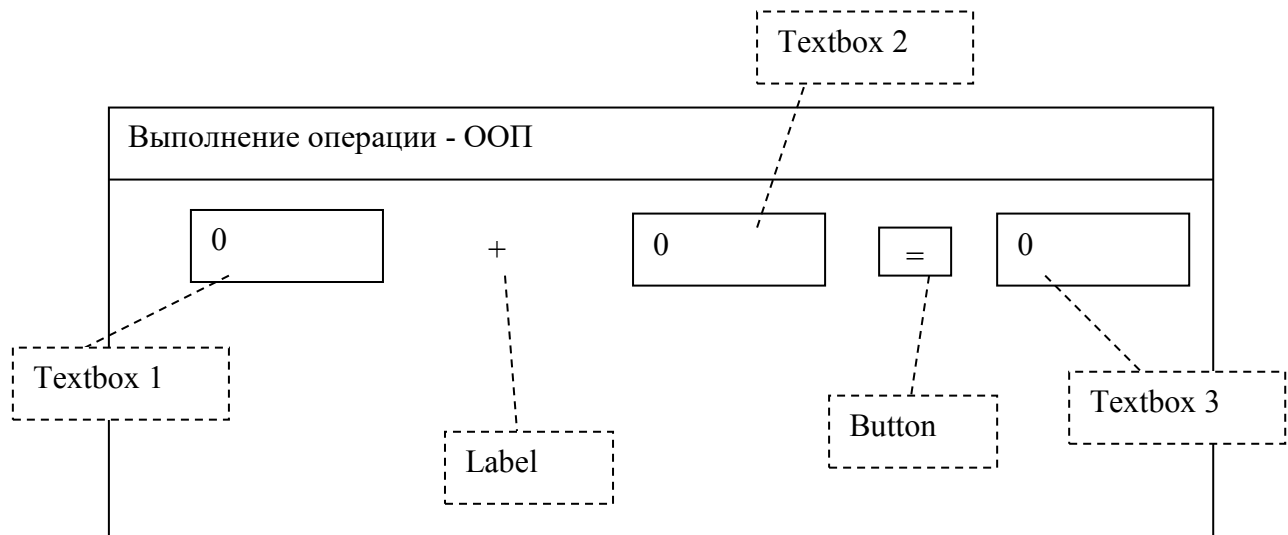 Textbox 2
Выполнение операции - ООП
0
+
0
=
0
Textbox 1
Label
Button
Textbox 3